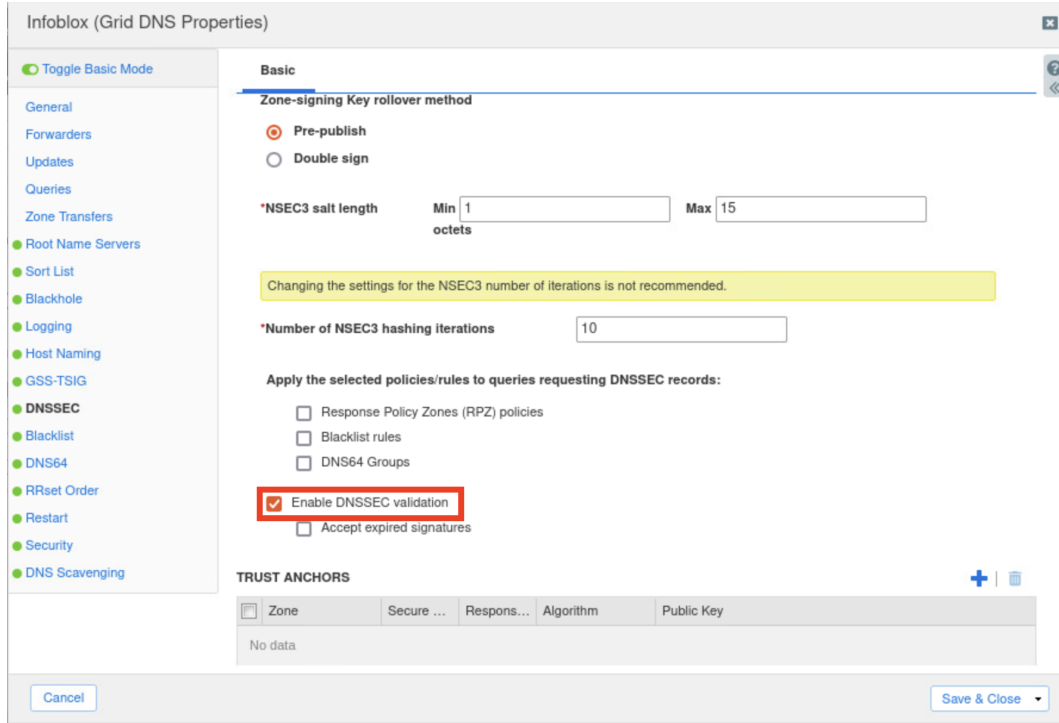 Infoblox (Grid DNS Properties)
Toggle Basic Mode
General
Forwarders
Updates
Queries
Zone Transfers
Root Name Servers
Sort List
Blackhole
Logging
Host Naming
GSS-TSIG
DNSSEC
Blacklist
DNS64
RRset Order
Restart
Security
DNS Scavenging
Basic
Zone-signing Key rollover method
Pre-publish
Double sign
*NSEC3 salt length Min 1 Max 15
octets
Changing the settings for the NSEC3 number of iterations is not recommended.
*Number of NSEC3 hashing iterations 10
Apply the selected policies/rules to queries requesting DNSSEC records:
Response Policy Zones (RPZ) policies
Blacklist rules
DNS64 Groups
Enable DNSSEC validation
Accept expired signatures
TRUST ANCHORS
Zone Secure ... Respons... Algorithm Public Key
No data
Cancel Save & Close